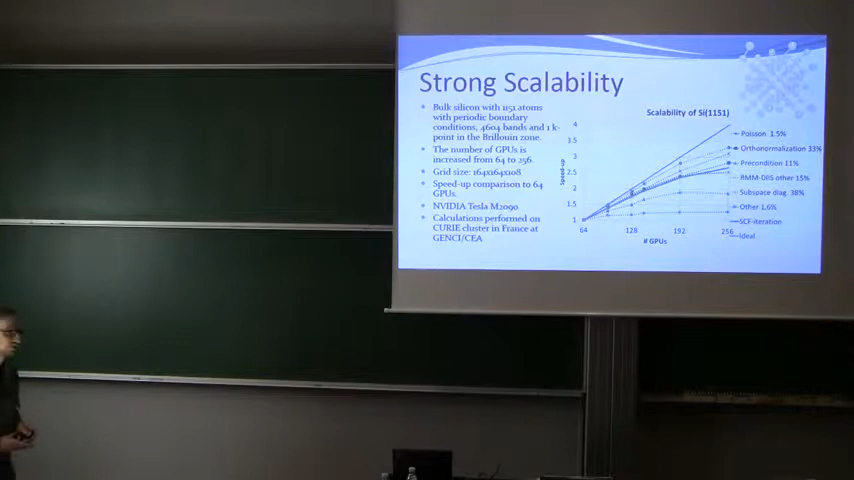 Strong Scalability
Bulk silicon with 1151 atoms
with periodic boundary
conditions, 4604 bands and 1 k-
point in the Brillouin zone.
The number of GPUs is
increased from 64 to 256.
Grid size: 164x164x108
Speed-up comparison to 64
GPUs.
NVIDIA Tesla M2090
Calculations performed on
CURIE cluster in France at
GENCI/CEA
Scalability of Si(1151)
4
3.5
3
2.5
2
1.5
1
Speed-up
64
128
192
256
# GPUs
Poisson 1.5%
Orthonormalization 33%
Precondition 11%
RMM-DIIS other 15%
Subspace diag. 38%
Other 1.6%
SCF-iteration
Ideal